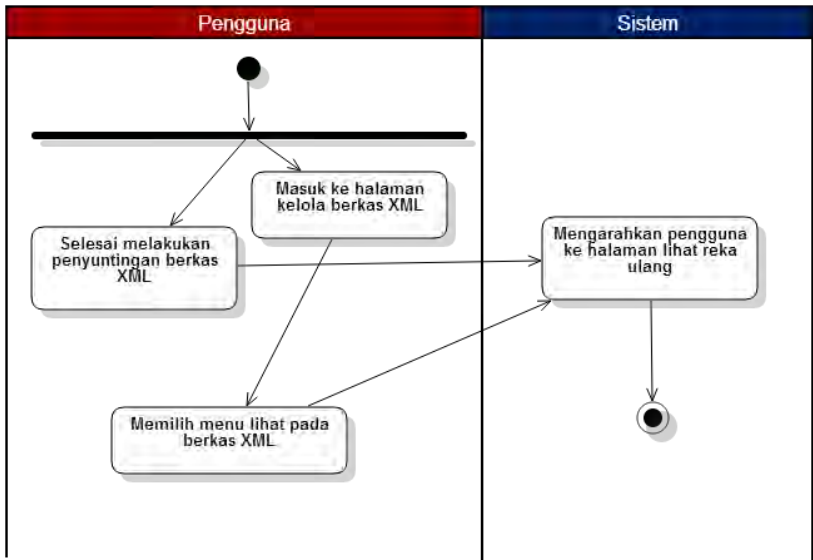 Pengguna
Sistem
Masuk ke halaman
kelola berkas XML
Selesai melakukan
penyuntingan berkas
XML
Mengarahkan pengguna
ke halaman lihat reka
ulang
Memilih menu lihat pada
berkas XML